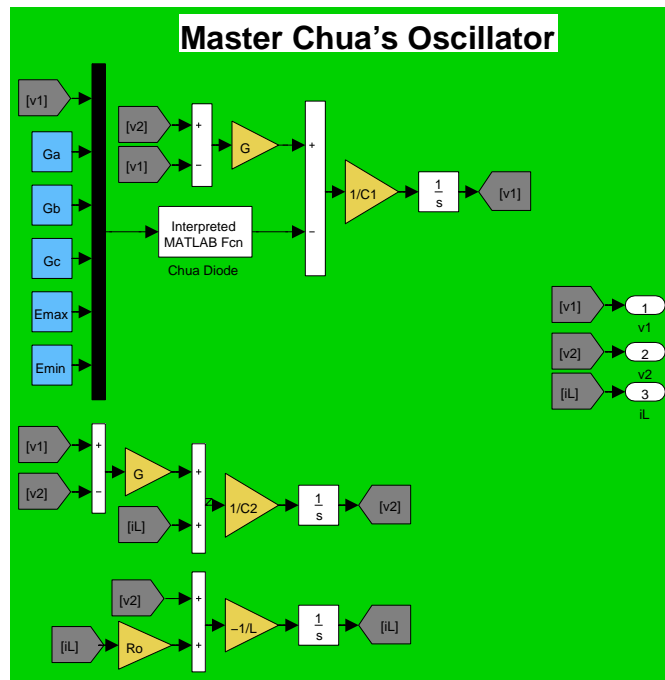 Master Chua's Oscillator
[v1]
Ga
Gb
Gc
Emax
Emin
[v2]
[v1]
+
−
G
Interpreted
MATLAB Fcn
Chua Diode
+
−
1/C1
1
s
[v1]
[v1]
1
v1
[v2]
2
v2
[iL]
3
iL
[v1]
[v2]
+
−
G
[iL]
+
+
z
1/C2
1
s
[v2]
[v2]
[iL]
Ro
+
+
−1/L
1
s
[iL]